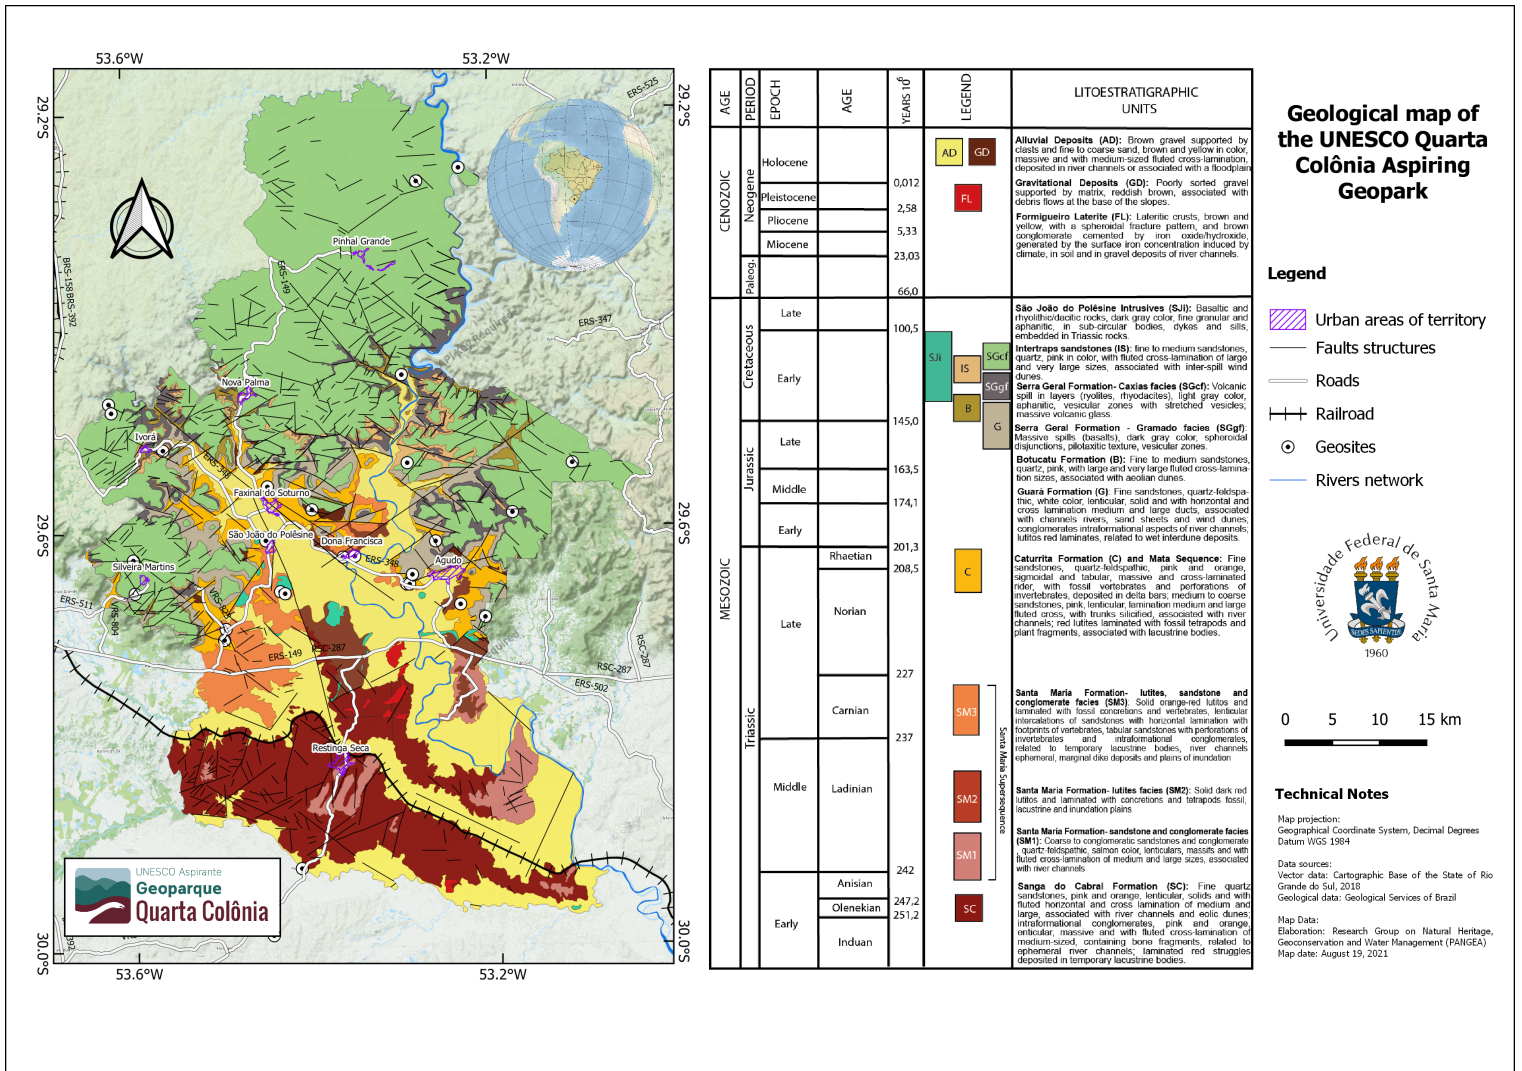 53.6°W
53.2°W
29.2°S
29.2°S
ERS-525
BRS-158BRS-392
Pinhal Grande
ERS-149
ERS-347
Nova Palma
Ivorá
ERS-348
Faxinal do Soturno
São João do Polêsine
Dona Francisca
29.6°S
29.6°S
ERS-348
Agudo
Silveira Martins
ERS-511
VRS-804
ERS-149
RSC-287
RSC-287
RSC-287
ERS-502
Restinga Seca
UNESCO Aspirante
Geoparque
Quarta Colônia
392
30.0°S
30.0°S
53.6°W
53.2°W
AGE
PERIOD
EPOCH
AGE
YEARS 10⁶
LEGEND
LITOESTRATIGRAPHIC
UNITS
CENOZOIC
Neogene
Paleog.
Holocene
Pleistocene
Pliocene
Miocene
0,012
2,58
5,33
23,03
66,0
AD
GD
FL
Alluvial Deposits (AD): Brown gravel supported by
clasts and fine to coarse sand, brown and yellow in color,
massive and with medium-sized fluted cross-lamination,
deposited in river channels or associated with a floodplain
Gravitational Deposits (GD): Poorly sorted gravel
supported by matrix, reddish brown, associated with
debris flows at the base of the slopes.
Formigueiro Laterite (FL): Lateritic crusts, brown and
yellow, with a spheroidal fracture pattern, and brown
conglomerate cemented by iron oxide/hydroxide,
generated by the surface iron concentration induced by
climate, in soil and in gravel deposits of river channels.
MESOZOIC
Cretaceous
Jurassic
Triassic
Late
Early
Late
Middle
Early
Late
Middle
Early
Rhaetian
Norian
Carnian
Ladinian
Anisian
Olenekian
Induan
100,5
145,0
163,5
174,1
201,3
208,5
227
237
242
247,2
251,2
SJi
IS
SGcf
SGgf
B
G
C
SM3
SM2
SM1
SC
Santa Maria Supersequence
São João do Polêsine Intrusives (SJi): Basaltic and
rhyolithic/dacitic rocks, dark gray color, fine granular and
aphanitic, in sub-circular bodies, dykes and sills,
embedded in Triassic rocks.
Intertraps sandstones (IS): fine to medium sandstones,
quartz, pink in color, with fluted cross-lamination of large
and very large sizes, associated with inter-spill wind
dunes.
Serra Geral Formation- Caxias facies (SGcf): Volcanic
spill in layers (ryolites, rhyodacites), light gray color,
aphanitic, vesicular zones with stretched vesicles;
massive volcanic glass.
Serra Geral Formation - Gramado facies (SGgf):
Massive spills (basalts), dark gray color, spheroidal
disjunctions, pilotaxitic texture, vesicular zones.
Botucatu Formation (B): Fine to medium sandstones,
quartz, pink, with large and very large fluted cross-lamina-
tion sizes, associated with aeolian dunes.
Guará Formation (G): Fine sandstones, quartz-feldspa-
thic, white color, lenticular, solid and with horizontal and
cross lamination medium and large ducts, associated
with channels rivers, sand sheets and wind dunes;
conglomerates intraformational aspects of river channels;
lutitos red laminates, related to wet interdune deposits.
Caturrita Formation (C) and Mata Sequence: Fine
sandstones, quartz-feldspathic, pink and orange,
sigmoidal and tabular, massive and cross-laminated
rider, with fossil vertebrates and perforations of
invertebrates, deposited in delta bars; medium to coarse
sandstones, pink, lenticular, lamination medium and large
fluted cross, with trunks silicified, associated with river
channels; red lutites laminated with fossil tetrapods and
plant fragments, associated with lacustrine bodies.
Santa Maria Formation- lutites, sandstone and
conglomerate facies (SM3): Solid orange-red lutitos and
laminated with fossil concretions and vertebrates, lenticular
intercalations of sandstones with horizontal lamination with
footprints of vertebrates, tabular sandstones with perforations of
invertebrates and intraformational conglomerates,
related to temporary lacustrine bodies, river channels
ephemeral, marginal dike deposits and plains of inundation
Santa Maria Formation- lutites facies (SM2): Solid dark red
lutitos and laminated with concretions and tetrapods fossil,
lacustrine and inundation plains
Santa Maria Formation- sandstone and conglomerate facies
(SM1): Coarse to conglomeratic sandstones and conglomerate
, quartz-feldspathic, salmon color, lenticulars, massifs and with
fluted cross-lamination of medium and large sizes, associated
with river channels
Sanga do Cabral Formation (SC): Fine quartz
sandstones, pink and orange, lenticular, solids and with
fluted horizontal and cross lamination of medium and
large, associated with river channels and eolic dunes;
intraformational conglomerates, pink and orange,
enticular, massive and with fluted cross-lamination of
medium-sized, containing bone fragments, related to
ephemeral river channels; laminated red struggles
deposited in temporary lacustrine bodies.
Geological map of
the UNESCO Quarta
Colônia Aspiring
Geopark
Legend
Urban areas of territory
Faults structures
Roads
Railroad
Geosites
Rivers network
Universidade Federal de Santa Maria
SEDES SAPIENTIAE
1960
0 5 10 15 km
Technical Notes
Map projection:
Geographical Coordinate System, Decimal Degrees
Datum WGS 1984
Data sources:
Vector data: Cartographic Base of the State of Rio
Grande do Sul, 2018
Geological data: Geological Services of Brazil
Map Data:
Elaboration: Research Group on Natural Heritage,
Geoconservation and Water Management (PANGEA)
Map date: August 19, 2021